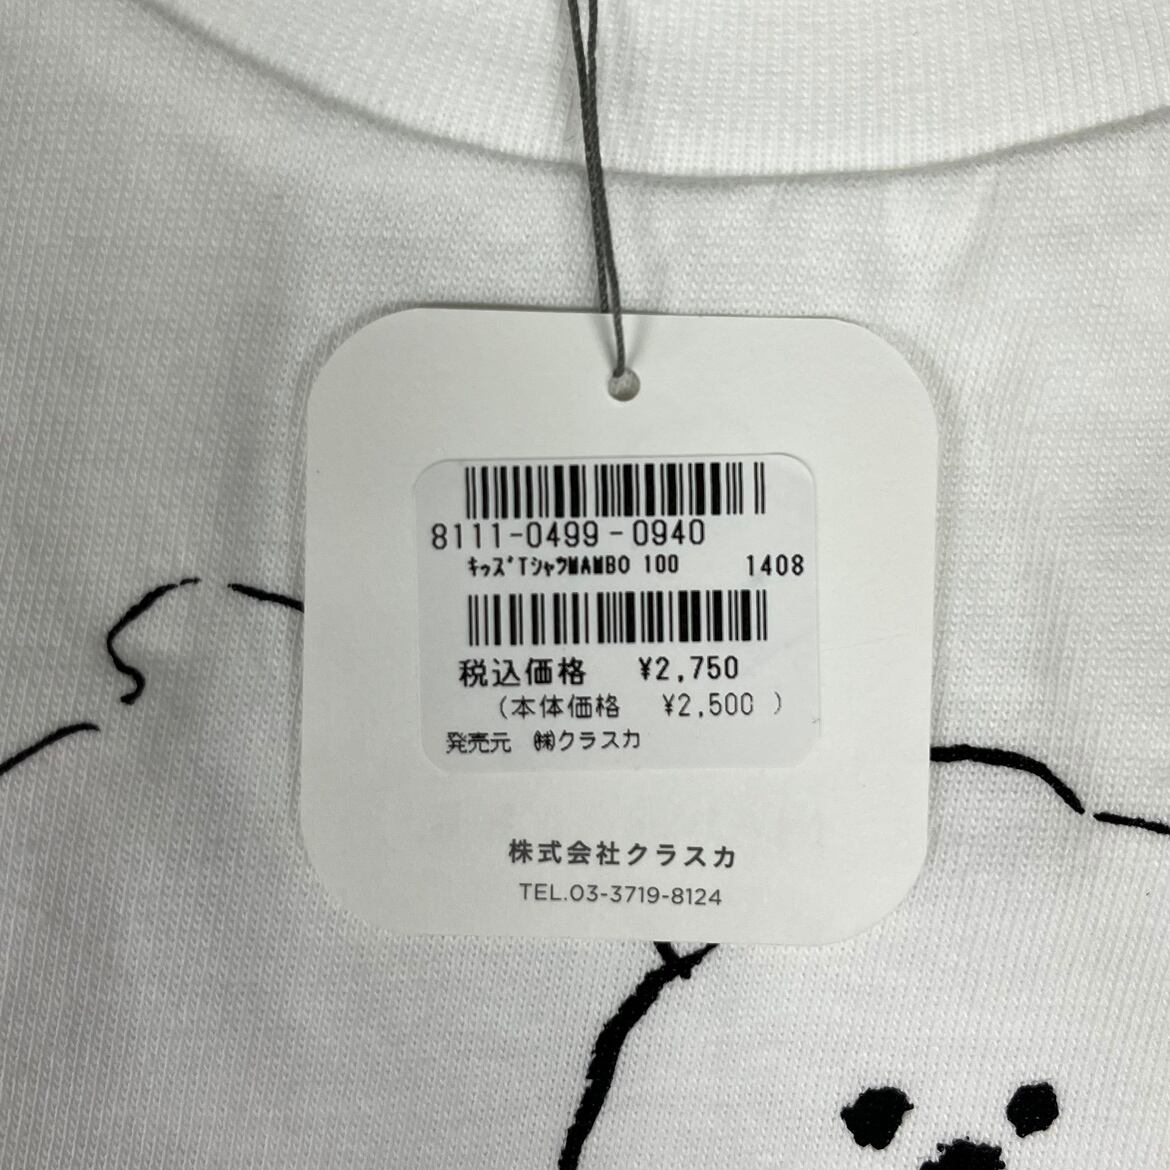 8111-0499-0940
ｷｯｽﾞTｼｬﾂMAMBO 100 1408
税込価格 ¥2,750
(本体価格 ¥2,500 )
発売元 ㈱クラスカ
株式会社クラスカ
TEL.03-3719-8124